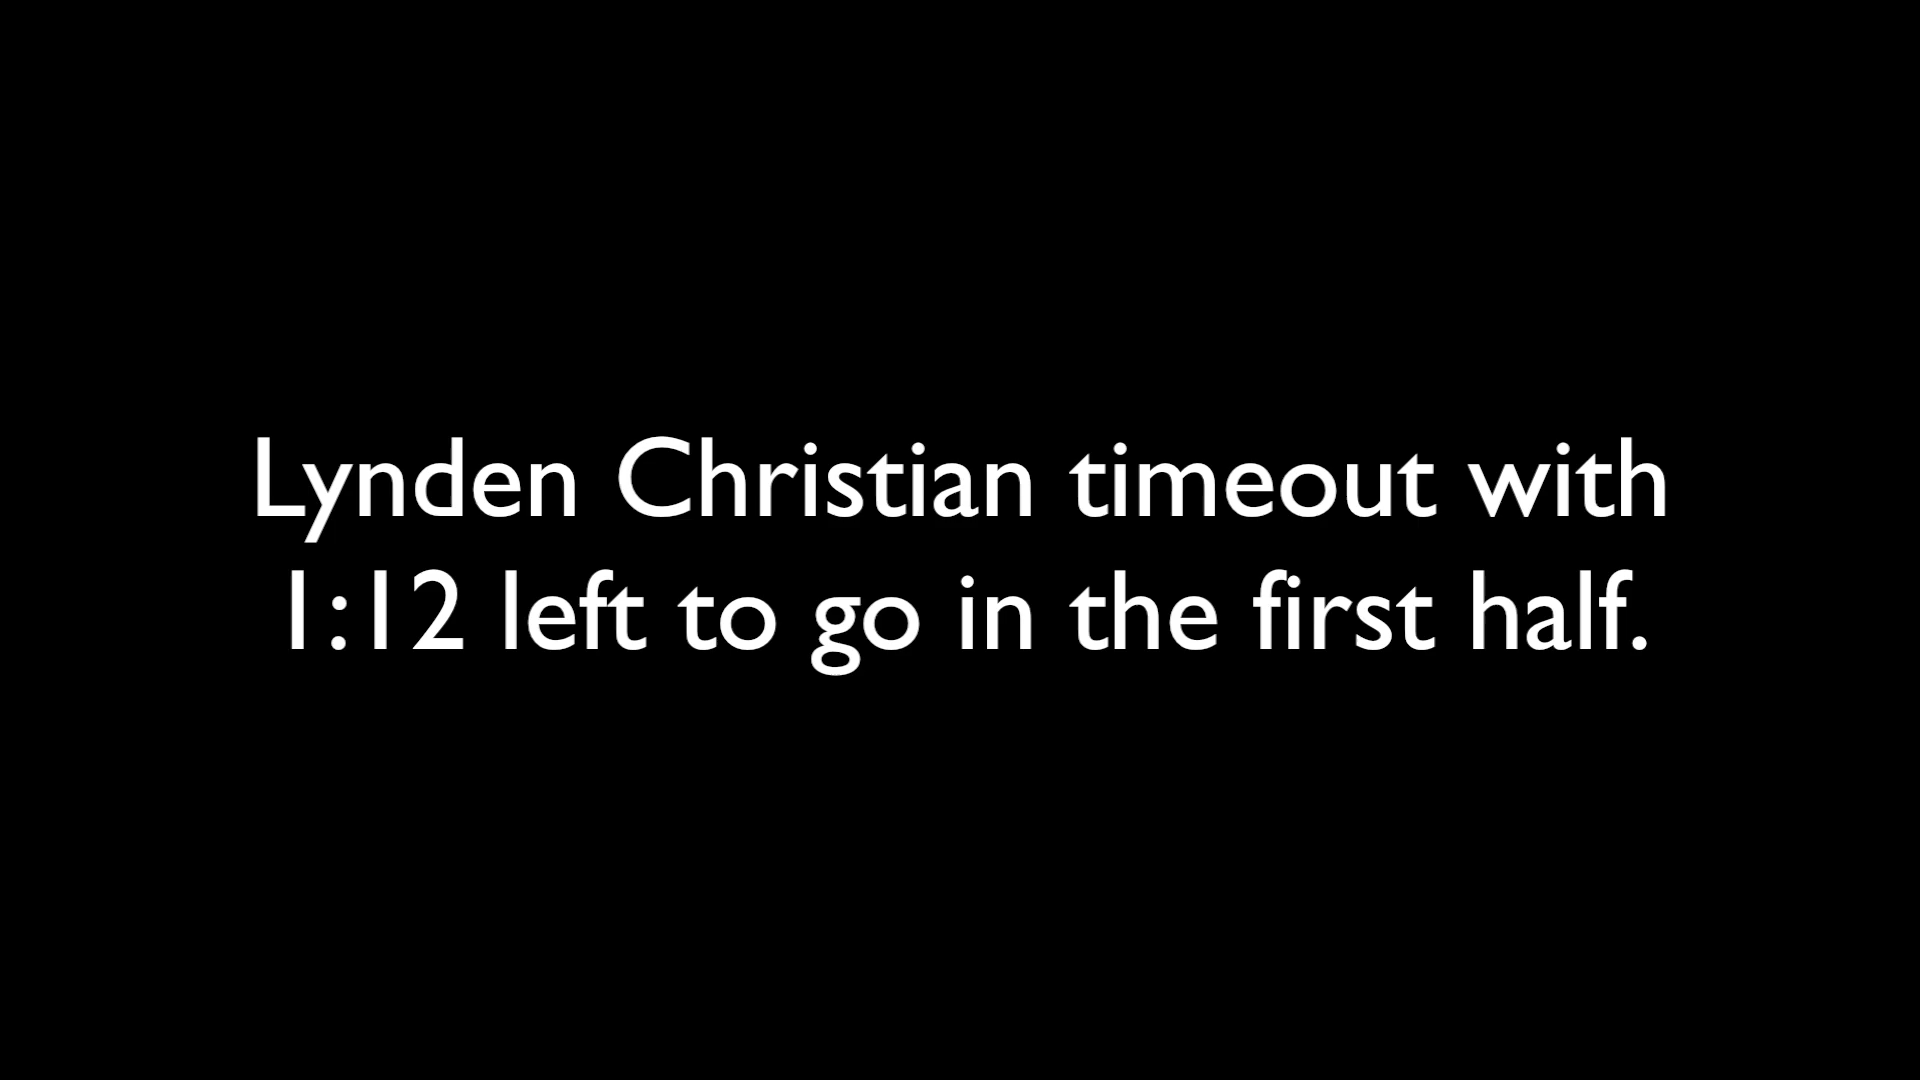 Lynden Christian timeout with
1:12 left to go in the first half.